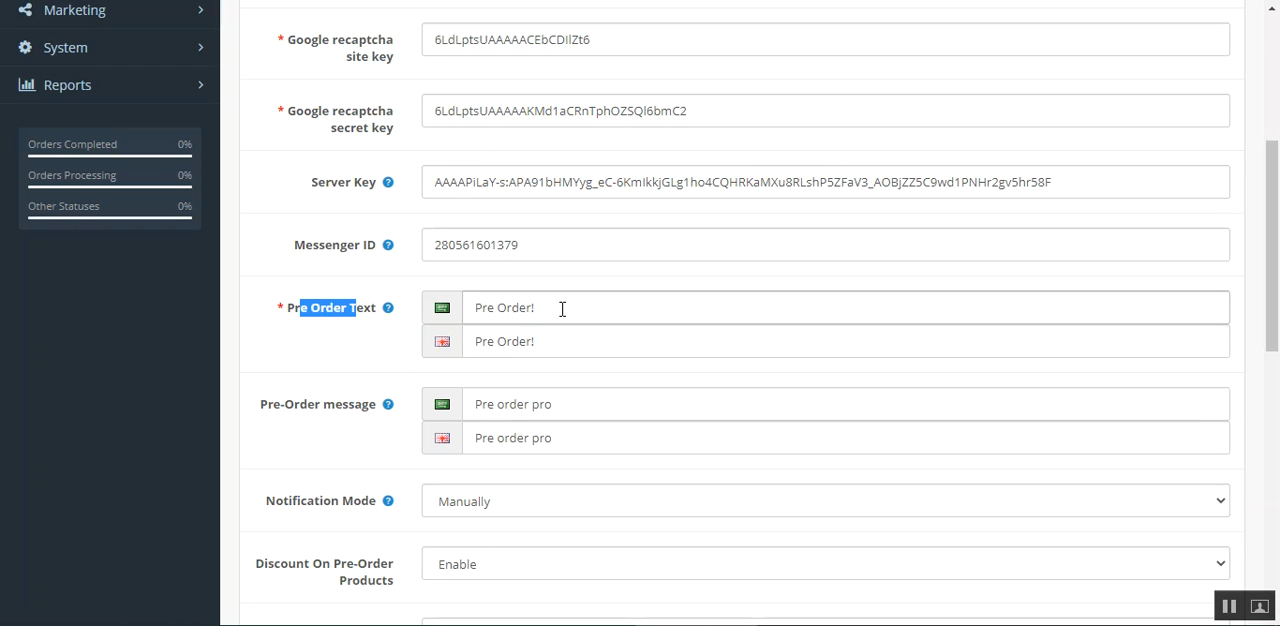 Marketing
System
Reports
Orders Completed 0%
Orders Processing 0%
Other Statuses 0%
* Google recaptcha
site key
6LdLptsUAAAAACEbCDIlZt6
* Google recaptcha
secret key
6LdLptsUAAAAAKMd1aCRnTphOZSQl6bmC2
Server Key ?
AAAAPiLaY-s:APA91bHMYyg_eC-6KmIkkjGLg1ho4CQHRKaMXu8RLshP5ZFaV3_AOBjZZ5C9wd1PNHr2gv5hr58F
Messenger ID ?
280561601379
* Pre Order Text ?
Pre Order!
Pre Order!
Pre-Order message ?
Pre order pro
Pre order pro
Notification Mode ?
Manually
Discount On Pre-Order
Products
Enable